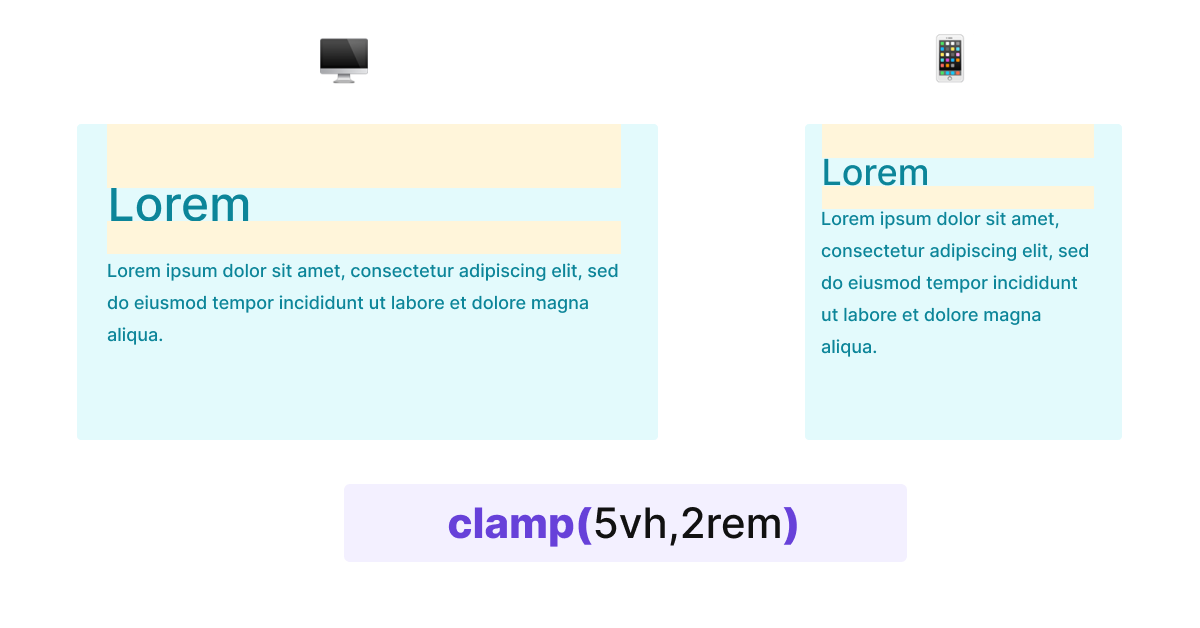 Lorem
Lorem ipsum dolor sit amet, consectetur adipiscing elit, sed
do eiusmod tempor incididunt ut labore et dolore magna
aliqua.
Lorem
Lorem ipsum dolor sit amet,
consectetur adipiscing elit, sed
do eiusmod tempor incididunt
ut labore et dolore magna
aliqua.
clamp(5vh,2rem)